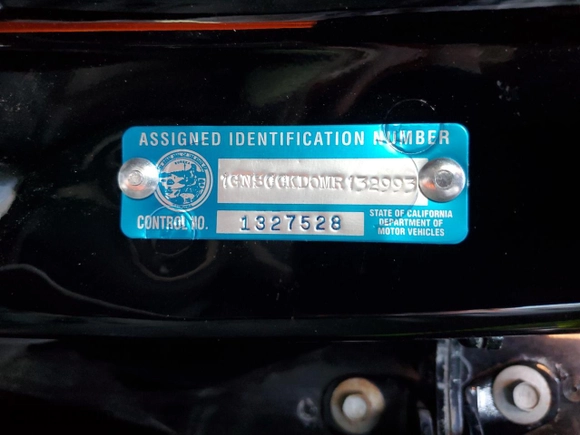 ASSIGNED IDENTIFICATION NUMBER
CONTROL NO. 1327528
STATE OF CALIFORNIA
DEPARTMENT OF
MOTOR VEHICLES